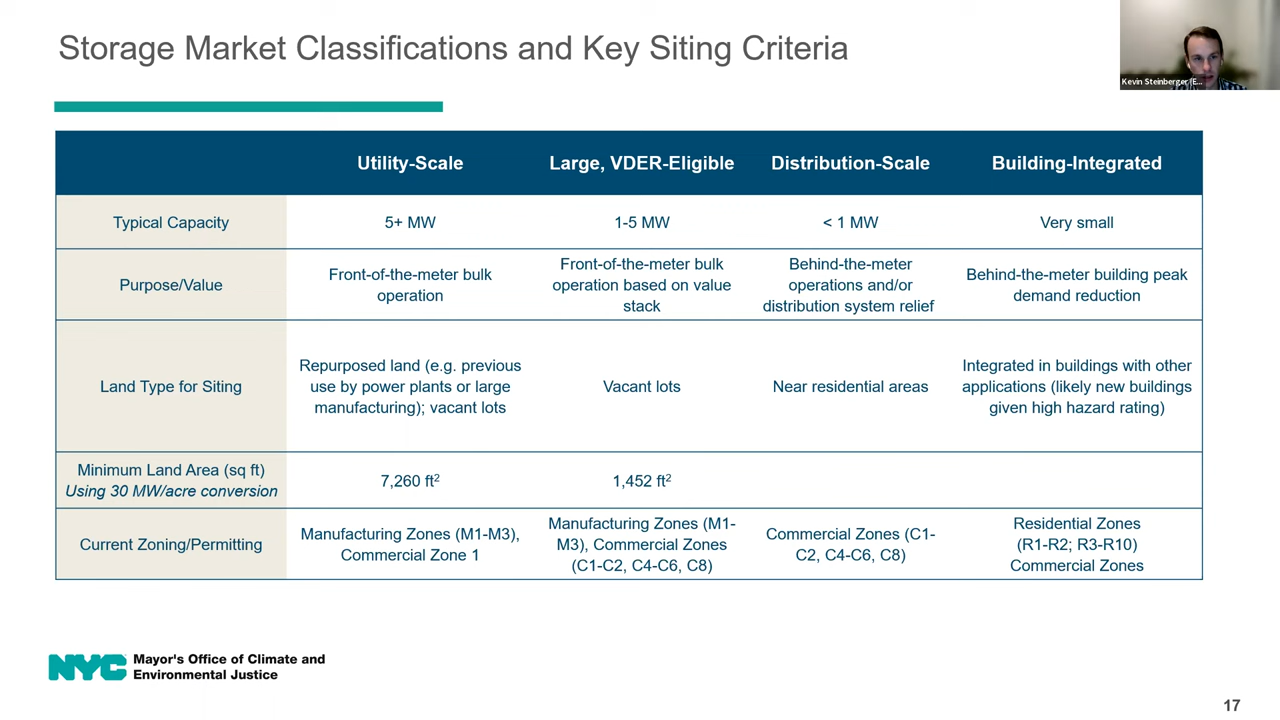 Storage Market Classifications and Key Siting Criteria
Kevin Steinberger (E...
Utility-Scale
Large, VDER-Eligible
Distribution-Scale
Building-Integrated
Typical Capacity
5+ MW
1-5 MW
< 1 MW
Very small
Purpose/Value
Front-of-the-meter bulk
operation
Front-of-the-meter bulk
operation based on value
stack
Behind-the-meter
operations and/or
distribution system relief
Behind-the-meter building peak
demand reduction
Land Type for Siting
Repurposed land (e.g. previous
use by power plants or large
manufacturing); vacant lots
Vacant lots
Near residential areas
Integrated in buildings with other
applications (likely new buildings
given high hazard rating)
Minimum Land Area (sq ft)
Using 30 MW/acre conversion
7,260 ft²
1,452 ft²
Current Zoning/Permitting
Manufacturing Zones (M1-M3),
Commercial Zone 1
Manufacturing Zones (M1-
M3), Commercial Zones
(C1-C2, C4-C6, C8)
Commercial Zones (C1-
C2, C4-C6, C8)
Residential Zones
(R1-R2; R3-R10)
Commercial Zones
NYC
Mayor's Office of Climate and
Environmental Justice
17